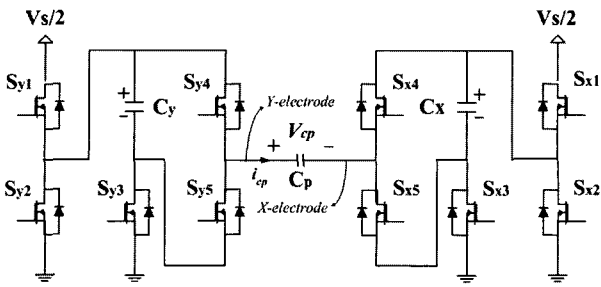 Vs/2
Vs/2
Sy1
Sy4
Sx4
Sx1
+
+
Cy
Y-electrode
Cx
-
-
Vcp
+
-
icp
Cp
Sy2
Sy3
Sy5
X-electrode
Sx5
Sx3
Sx2